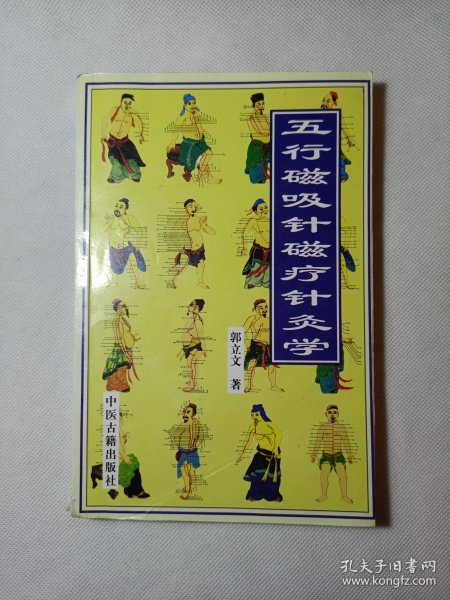 五行磁吸针磁疗针灸学
郭立文 著
中医古籍出版社
孔夫子旧书网
www.kongfz.com